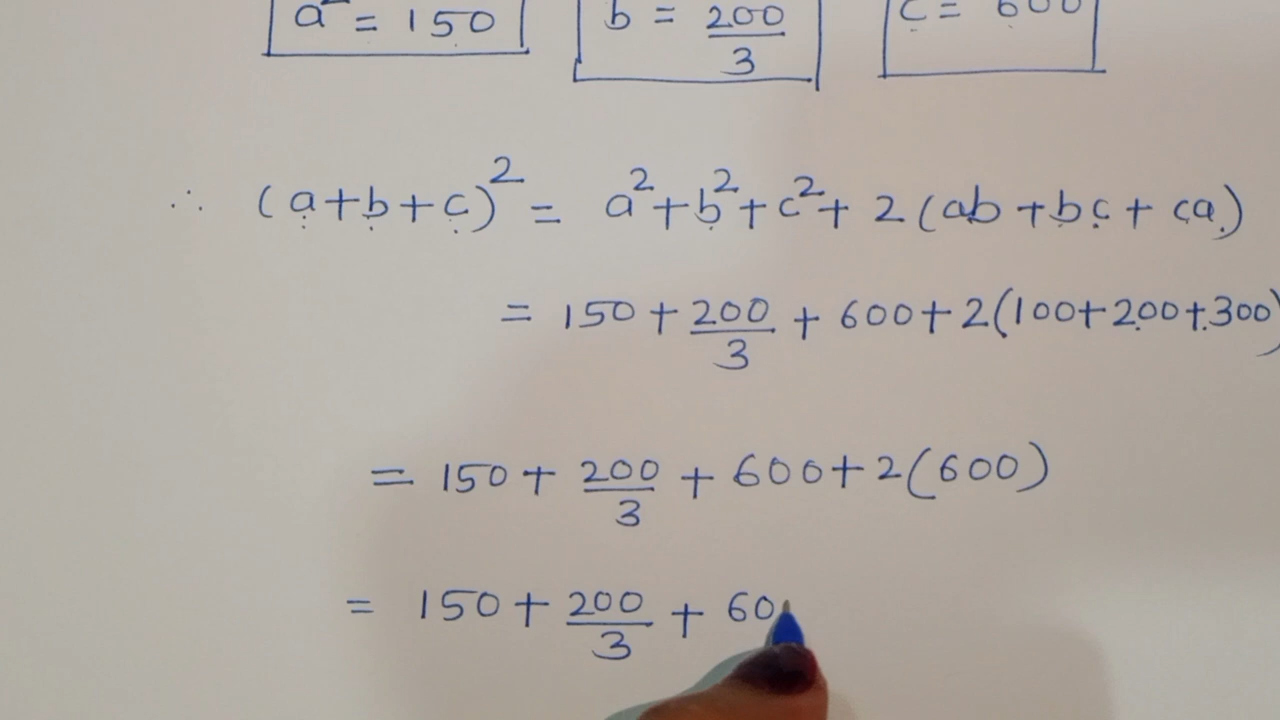 a² = 150 b = 200/3 c = 600
∴ (a+b+c)² = a²+b²+c²+ 2(ab+bc+ca)
= 150+200/3+600+2(100+200+300)
= 150+200/3+600+2(600)
= 150+200/3+60